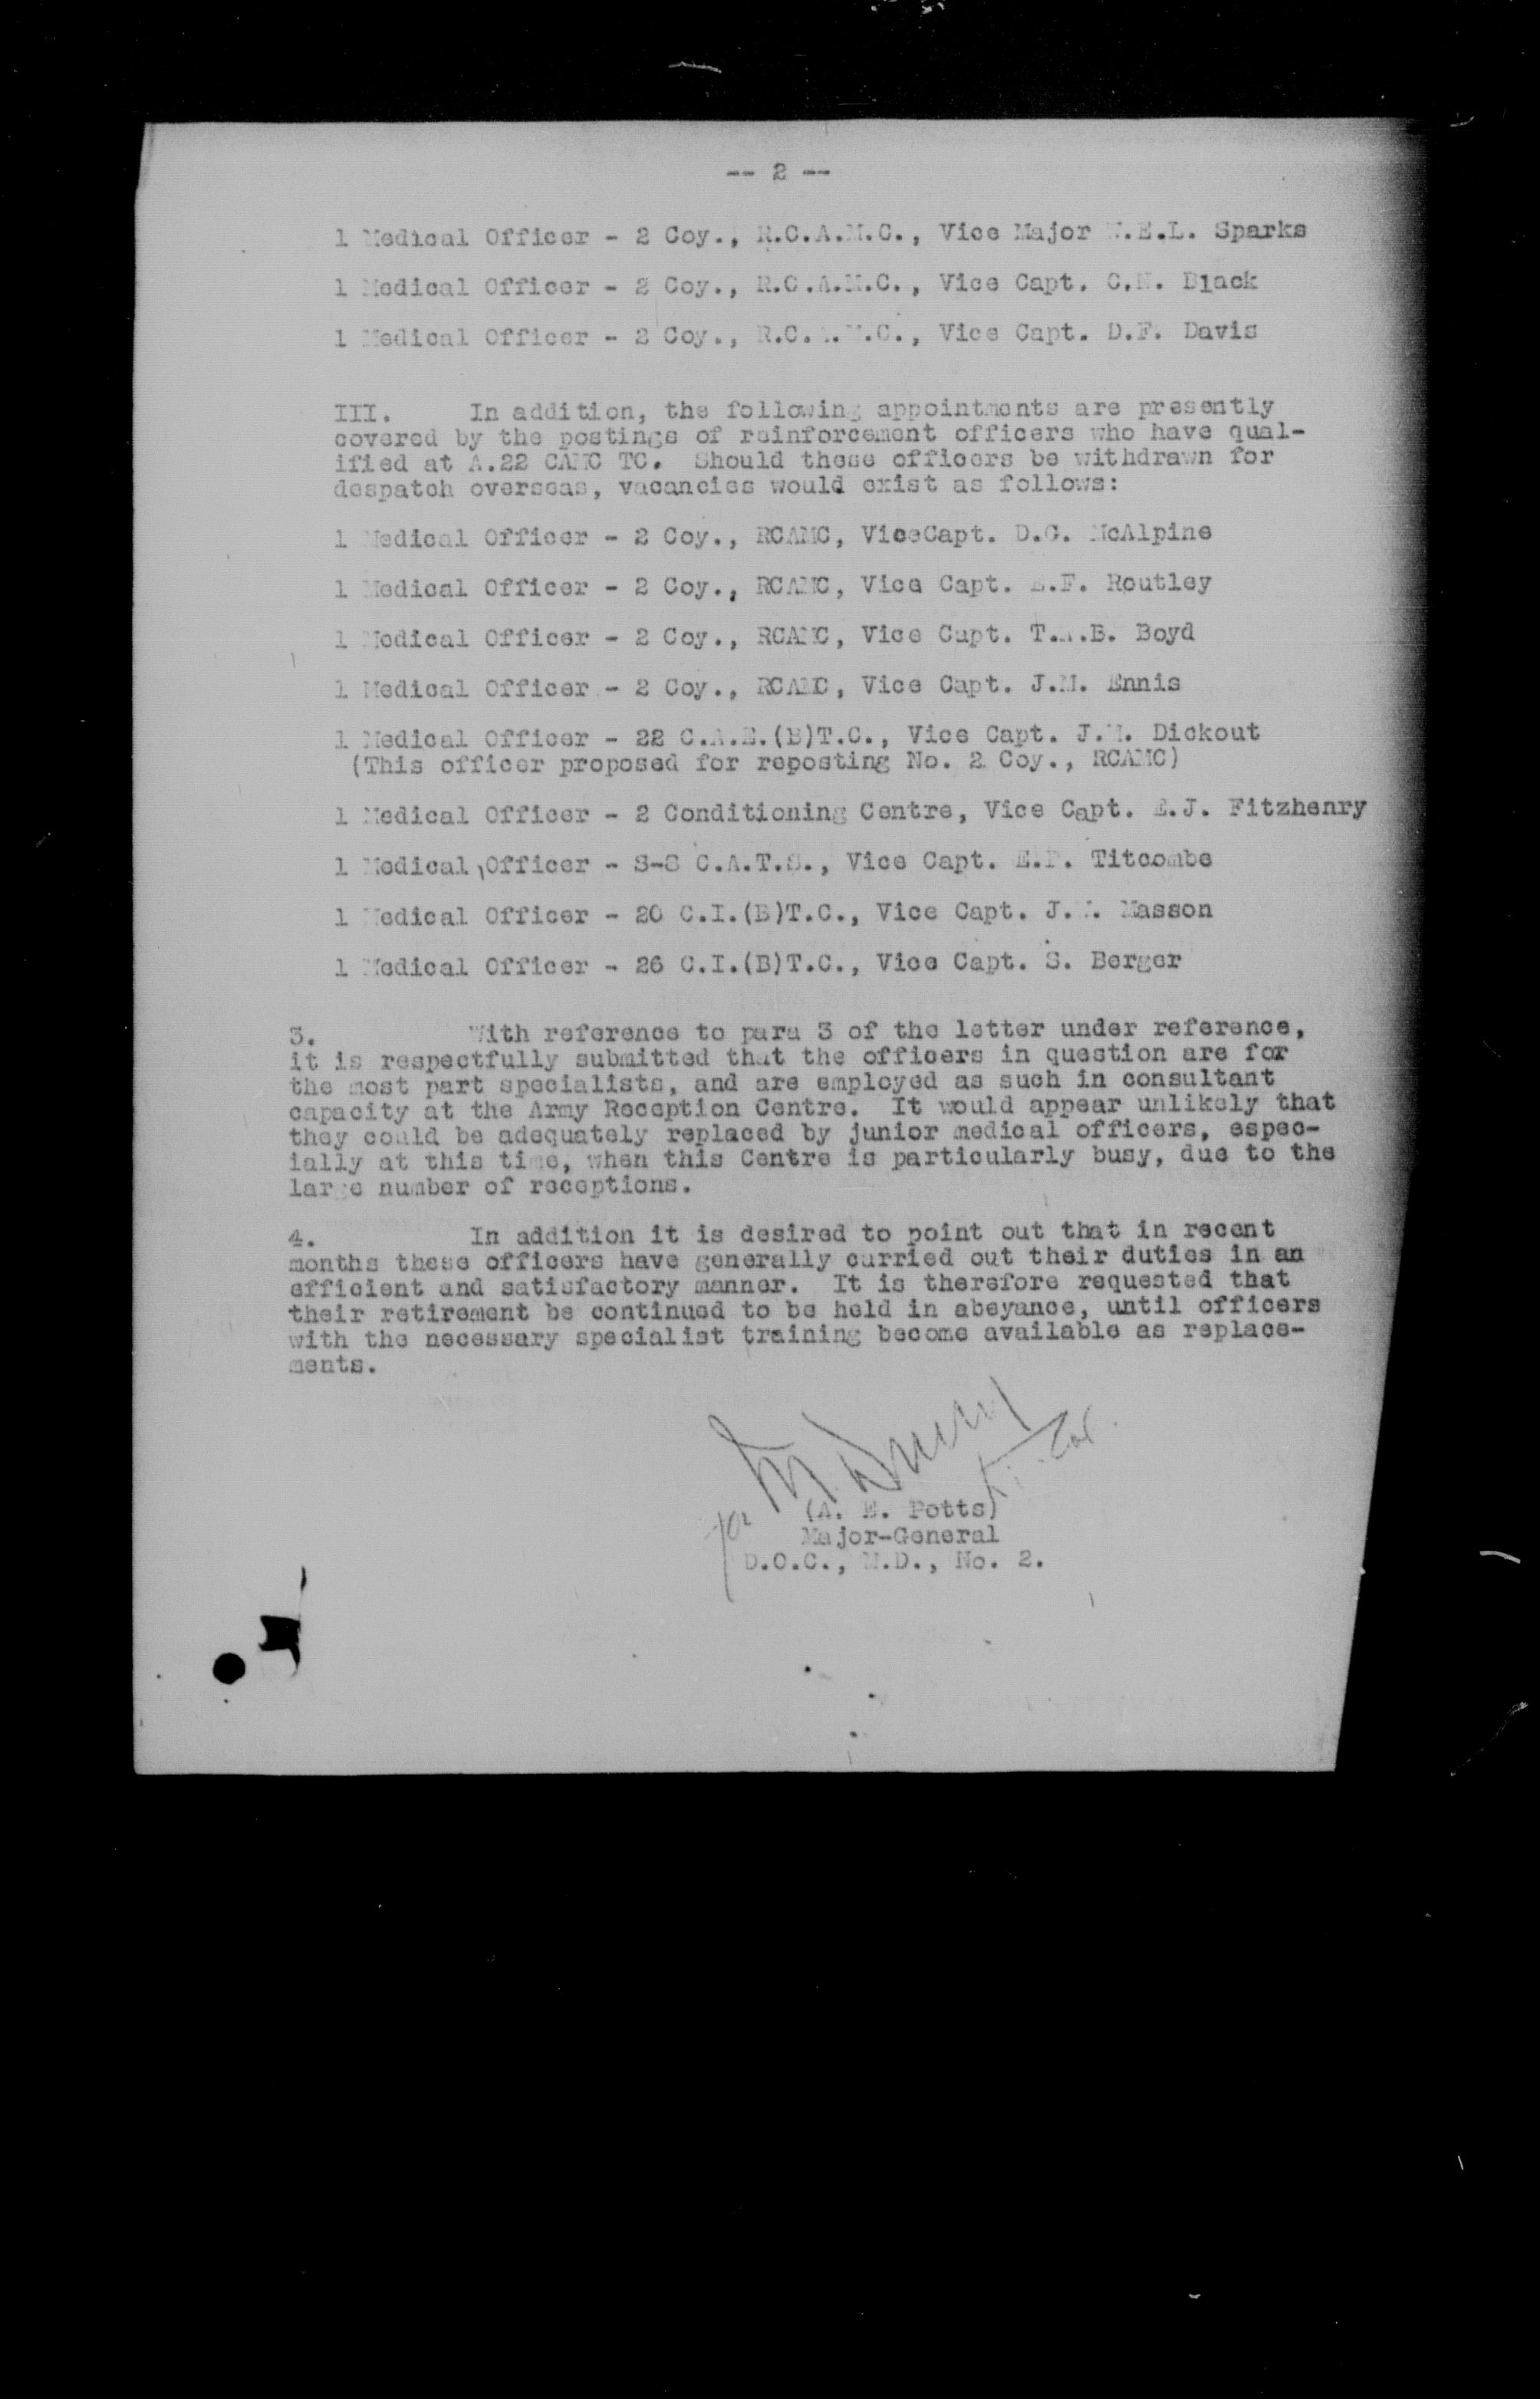 -- 2 --
1 Medical Officer - 2 Coy., R.C.A.M.C., Vice Major W.E.L. Sparks
1 Medical Officer - 2 Coy., R.C.A.M.C., Vice Capt. C.H. Black
1 Medical Officer - 2 Coy., R.C.A.M.C., Vice Capt. D.F. Davis
III. In addition, the following appointments are presently
covered by the postings of reinforcement officers who have qual-
ified at A.22 CAMC TC. Should these officers be withdrawn for
despatch overseas, vacancies would exist as follows:
1 Medical Officer - 2 Coy., RCAMC, ViceCapt. D.G. McAlpine
1 Medical Officer - 2 Coy., RCAMC, Vice Capt. E.F. Routley
1 Medical Officer - 2 Coy., RCAMC, Vice Capt. Boyd
1 Medical Officer - 2 Coy., RCAMC, Vice Capt. J.M. Ennis
1 Medical Officer - 22 C.A.E.(B)T.C., Vice Capt. J.M. Dickout
(This officer proposed for reposting No. 2 Coy., RCAMC)
1 Medical Officer - 2 Conditioning Centre, Vice Capt. E.J. Fitzhenry
1 Medical Officer - S-8 C.A.T.S., Vice Capt. Titcombe
1 Medical Officer - 20 C.I.(B)T.C., Vice Capt. Masson
1 Medical Officer - 26 C.I.(B)T.C., Vice Capt. S. Berger
3. With reference to para 3 of the letter under reference,
it is respectfully submitted that the officers in question are for
the most part specialists, and are employed as such in consultant
capacity at the Army Reception Centre. It would appear unlikely that
they could be adequately replaced by junior medical officers, espec-
ially at this time, when this Centre is particularly busy, due to the
large number of receptions.
4. In addition it is desired to point out that in recent
months these officers have generally carried out their duties in an
efficient and satisfactory manner. It is therefore requested that
their retirement be continued to be held in abeyance, until officers
with the necessary specialist training become available as replace-
ments.
for
(A. E. Potts)
Major-General
D.O.C., M.D., No. 2.